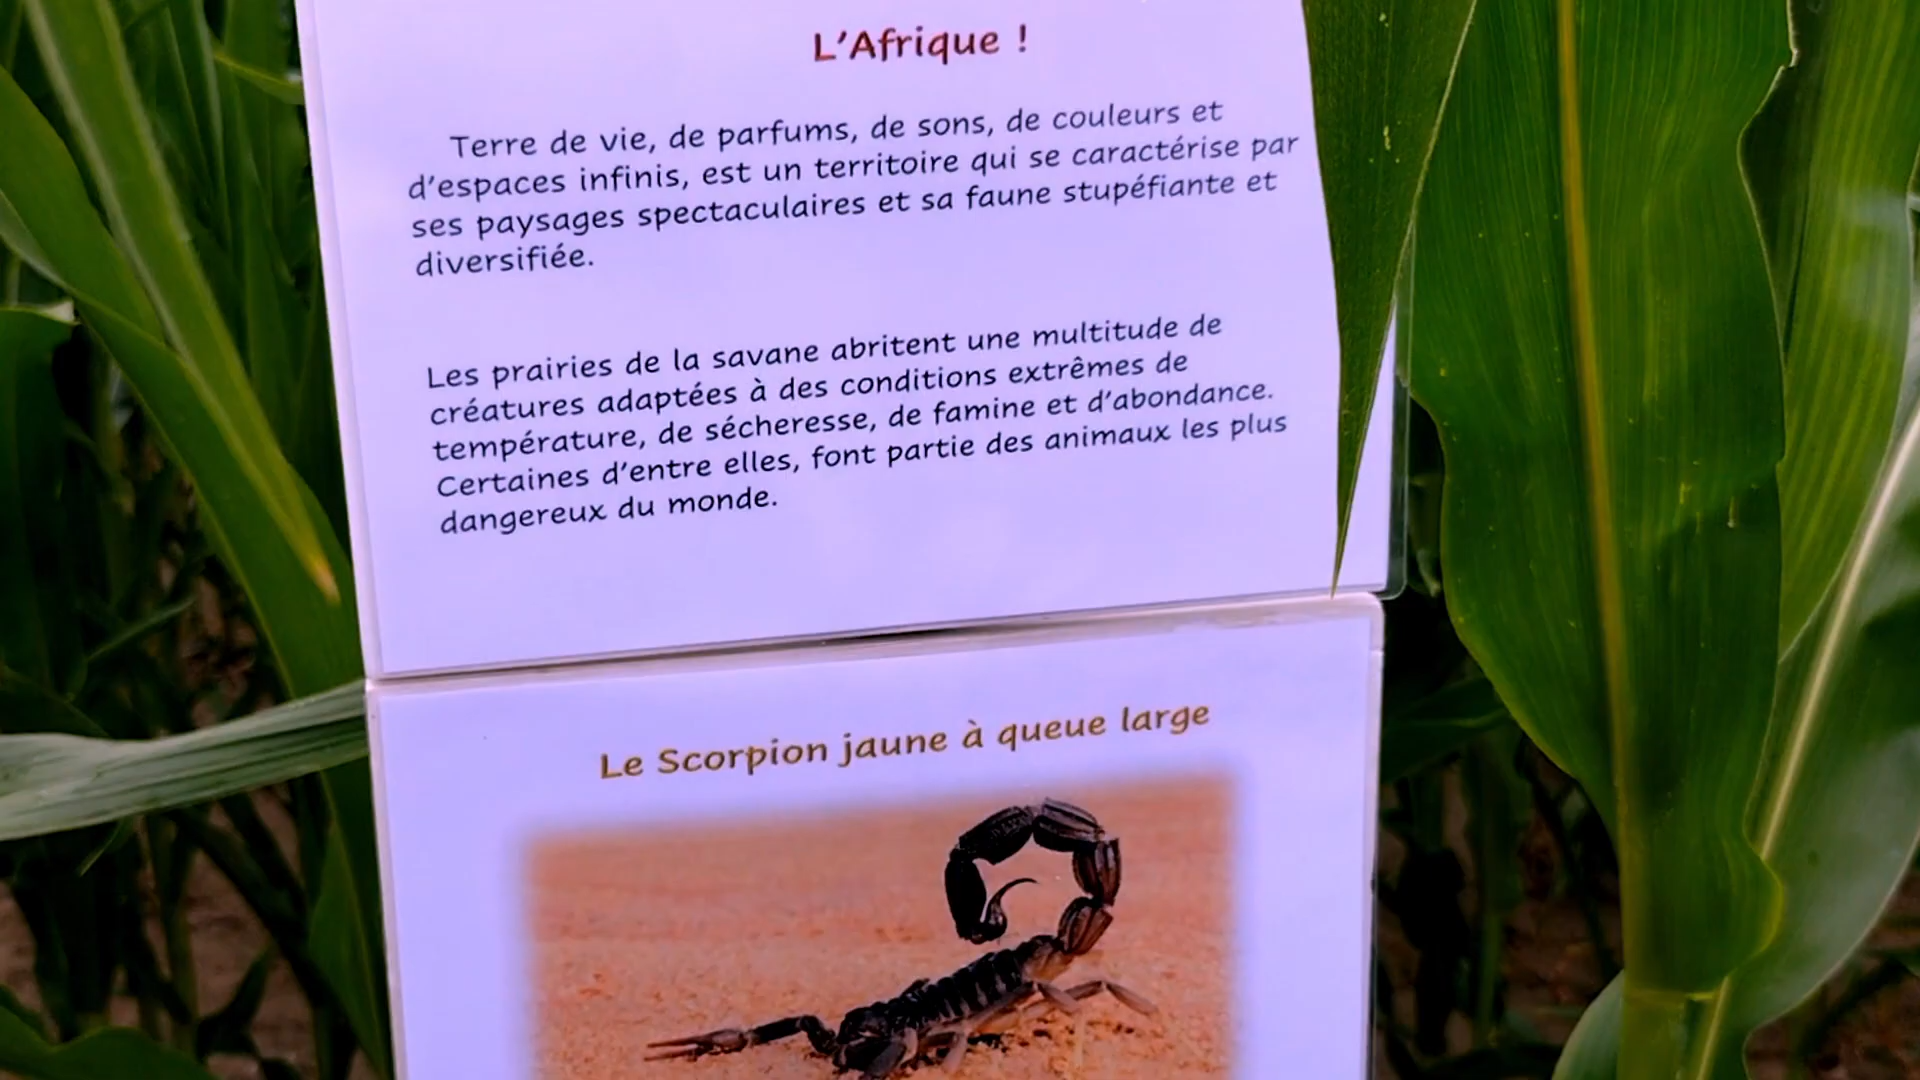 L'Afrique !
Terre de vie, de parfums, de sons, de couleurs et
d'espaces infinis, est un territoire qui se caractérise par
ses paysages spectaculaires et sa faune stupéfiante et
diversifiée.
Les prairies de la savane abritent une multitude de
créatures adaptées à des conditions extrêmes de
température, de sécheresse, de famine et d'abondance.
Certaines d'entre elles, font partie des animaux les plus
dangereux du monde.
Le Scorpion jaune à queue large